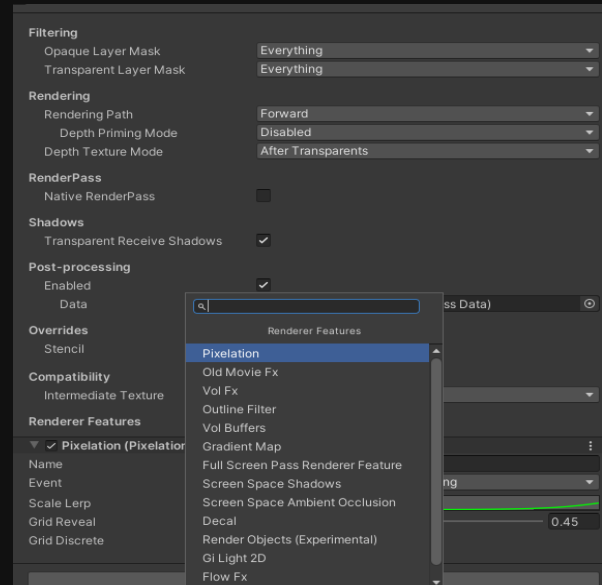 Filtering
Opaque Layer Mask Everything
Transparent Layer Mask Everything
Rendering
Rendering Path Forward
Depth Priming Mode Disabled
Depth Texture Mode After Transparents
RenderPass
Native RenderPass
Shadows
Transparent Receive Shadows
Post-processing
Enabled
Data ss Data)
Overrides
Stencil
Compatibility
Intermediate Texture
Renderer Features
Pixelation (Pixelation
Name
Event ng
Scale Lerp
Grid Reveal 0.45
Grid Discrete
Renderer Features
Pixelation
Old Movie Fx
Vol Fx
Outline Filter
Vol Buffers
Gradient Map
Full Screen Pass Renderer Feature
Screen Space Shadows
Screen Space Ambient Occlusion
Decal
Render Objects (Experimental)
Gi Light 2D
Flow Fx